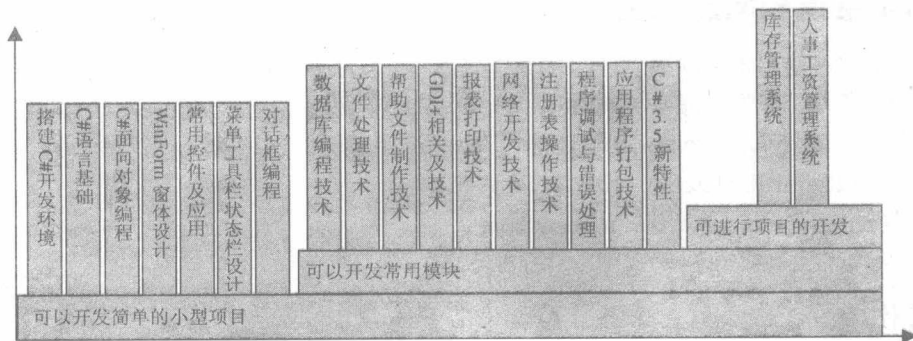 搭建C#开发环境
C#语言基础
C#面向对象编程
WinForm 窗体设计
常用控件及应用
菜单工具栏状态栏设计
对话框编程
数据库编程技术
文件处理技术
帮助文件制作技术
GDI+相关及技术
报表打印技术
网络开发技术
注册表操作技术
程序调试与错误处理
应用程序打包技术
C#3.5新特性
库存管理系统
人事工资管理系统
可进行项目的开发
可以开发常用模块
可以开发简单的小型项目